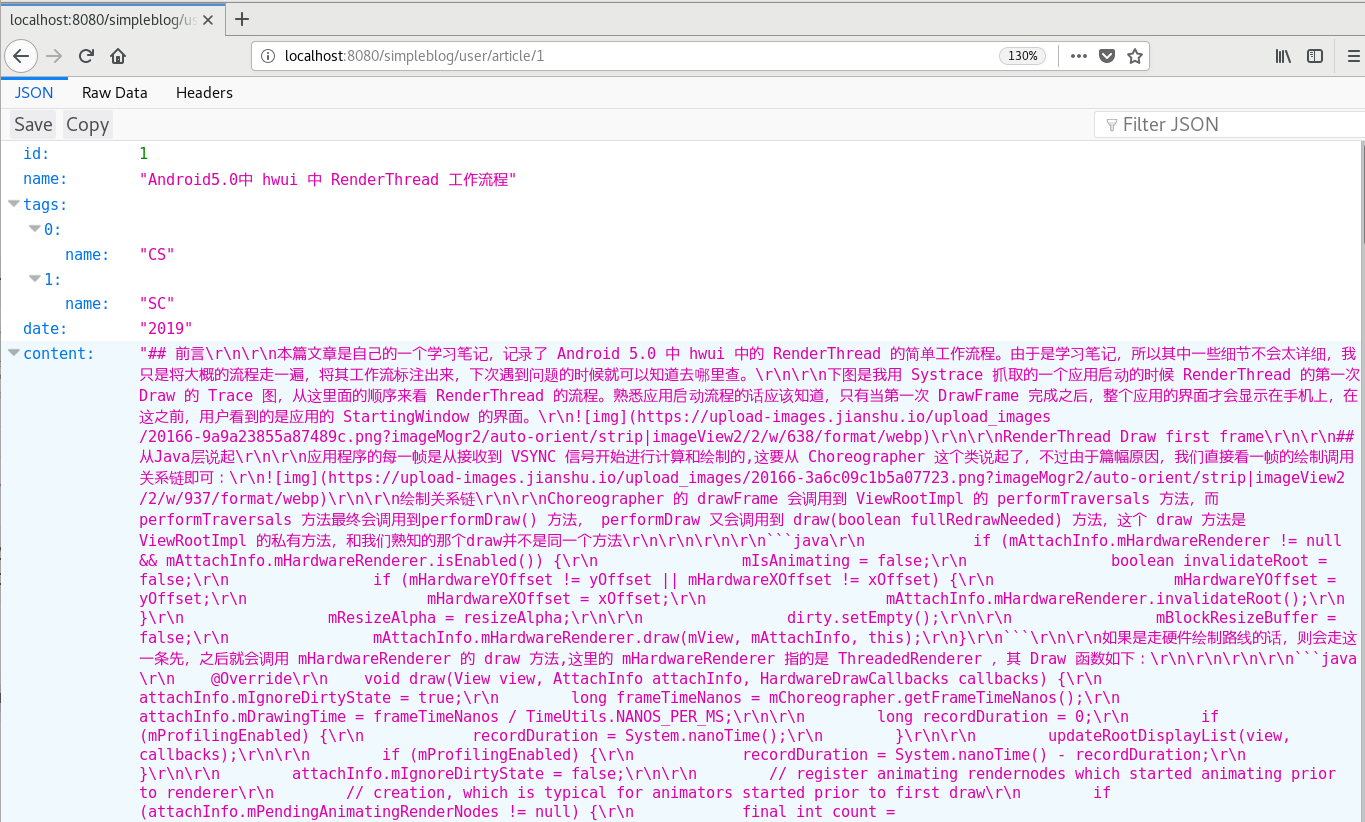 localhost:8080/simpleblog/us
localhost:8080/simpleblog/user/article/1
130%
JSON
Raw Data
Headers
Save
Copy
Filter JSON
id: 1
name: "Android5.0中 hwui 中 RenderThread 工作流程"
tags:
0:
name: "CS"
1:
name: "SC"
date: "2019"
content: "## 前言\r\n\r\n本篇文章是自己的一个学习笔记，记录了 Android 5.0 中 hwui 中的 RenderThread 的简单工作流程。由于是学习笔记，所以其中一些细节不会太详细，我
只是将大概的流程走一遍，将其工作流标注出来，下次遇到问题的时候就可以知道去哪里查。\r\n\r\n下图是我用 Systrace 抓取的一个应用启动的时候 RenderThread 的第一次
Draw 的 Trace 图，从这里面的顺序来看 RenderThread 的流程。熟悉应用启动流程的话应该知道，只有当第一次 DrawFrame 完成之后，整个应用的界面才会显示在手机上，在
这之前，用户看到的是应用的 StartingWindow 的界面。\r\n![img](https://upload-images.jianshu.io/upload_images
/20166-9a9a23855a87489c.png?imageMogr2/auto-orient/strip|imageView2/2/w/638/format/webp)\r\n\r\nRenderThread Draw first frame\r\n\r\n##
从Java层说起\r\n\r\n应用程序的每一帧是从接收到 VSYNC 信号开始进行计算和绘制的,这要从 Choreographer 这个类说起了，不过由于篇幅原因，我们直接看一帧的绘制调用
关系链即可：\r\n![img](https://upload-images.jianshu.io/upload_images/20166-3a6c09c1b5a07723.png?imageMogr2/auto-orient/strip|imageView2
/2/w/937/format/webp)\r\n\r\n绘制关系链\r\n\r\nChoreographer 的 drawFrame 会调用到 ViewRootImpl 的 performTraversals 方法，而
performTraversals 方法最终会调用到performDraw() 方法， performDraw 又会调用到 draw(boolean fullRedrawNeeded) 方法，这个 draw 方法是
ViewRootImpl 的私有方法，和我们熟知的那个draw并不是同一个方法\r\n\r\n\r\n\r\n```java\r\n if (mAttachInfo.mHardwareRenderer != null
&& mAttachInfo.mHardwareRenderer.isEnabled()) {\r\n mIsAnimating = false;\r\n boolean invalidateRoot =
false;\r\n if (mHardwareYOffset != yOffset || mHardwareXOffset != xOffset) {\r\n mHardwareYOffset =
yOffset;\r\n mHardwareXOffset = xOffset;\r\n mAttachInfo.mHardwareRenderer.invalidateRoot();\r\n
}\r\n mResizeAlpha = resizeAlpha;\r\n\r\n dirty.setEmpty();\r\n\r\n mBlockResizeBuffer =
false;\r\n mAttachInfo.mHardwareRenderer.draw(mView, mAttachInfo, this);\r\n}\r\n```\r\n\r\n如果是走硬件绘制路线的话，则会走这
一条先，之后就会调用 mHardwareRenderer 的 draw 方法,这里的 mHardwareRenderer 指的是 ThreadedRenderer ，其 Draw 函数如下：\r\n\r\n\r\n\r\n```java
\r\n @Override\r\n void draw(View view, AttachInfo attachInfo, HardwareDrawCallbacks callbacks) {\r\n
attachInfo.mIgnoreDirtyState = true;\r\n long frameTimeNanos = mChoreographer.getFrameTimeNanos();\r\n
attachInfo.mDrawingTime = frameTimeNanos / TimeUtils.NANOS_PER_MS;\r\n\r\n long recordDuration = 0;\r\n if
(mProfilingEnabled) {\r\n recordDuration = System.nanoTime();\r\n }\r\n\r\n updateRootDisplayList(view,
callbacks);\r\n\r\n if (mProfilingEnabled) {\r\n recordDuration = System.nanoTime() - recordDuration;\r\n
}\r\n\r\n attachInfo.mIgnoreDirtyState = false;\r\n\r\n // register animating rendernodes which started animating prior
to renderer\r\n // creation, which is typical for animators started prior to first draw\r\n if
(attachInfo.mPendingAnimatingRenderNodes != null) {\r\n final int count =